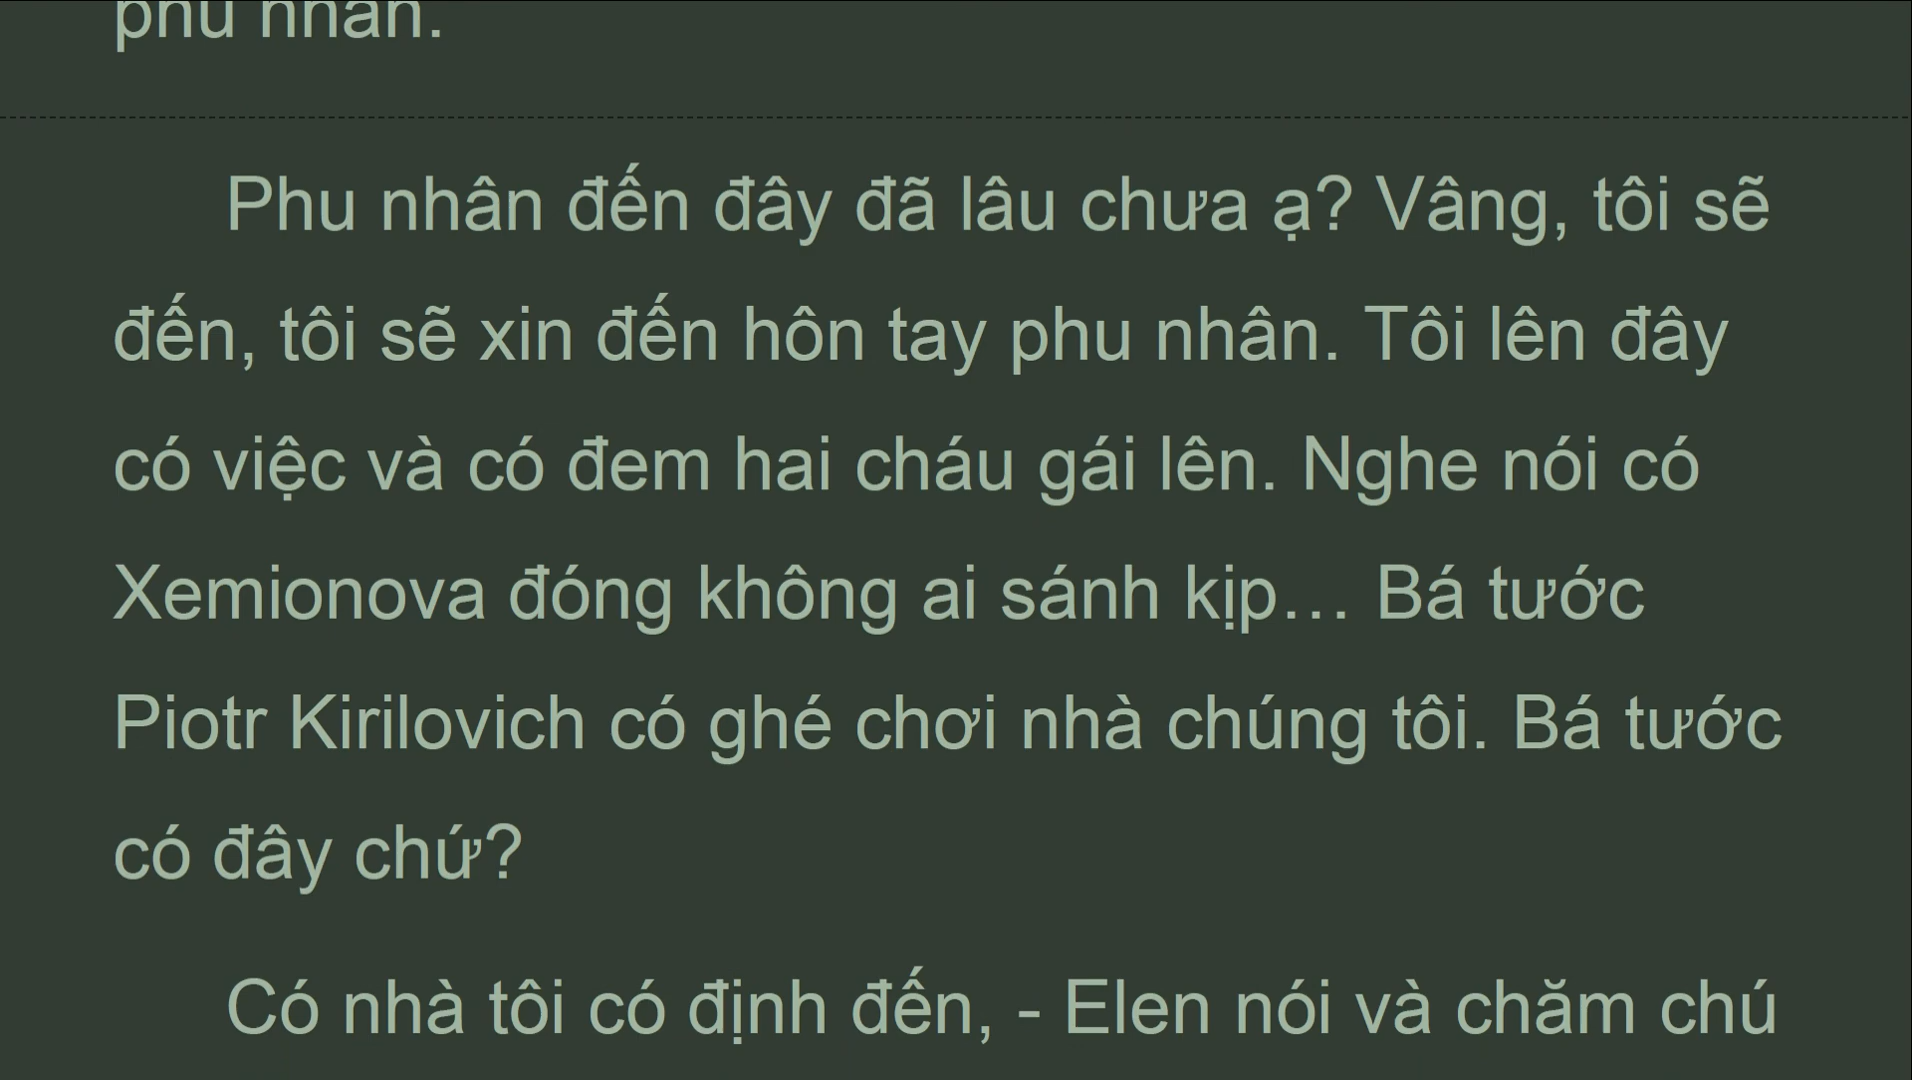 phu nhân.
Phu nhân đến đây đã lâu chưa ạ? Vâng, tôi sẽ
đến, tôi sẽ xin đến hôn tay phu nhân. Tôi lên đây
có việc và có đem hai cháu gái lên. Nghe nói có
Xemionova đóng không ai sánh kịp… Bá tước
Piotr Kirilovich có ghé chơi nhà chúng tôi. Bá tước
có đây chứ?
Có nhà tôi có định đến, - Elen nói và chăm chú